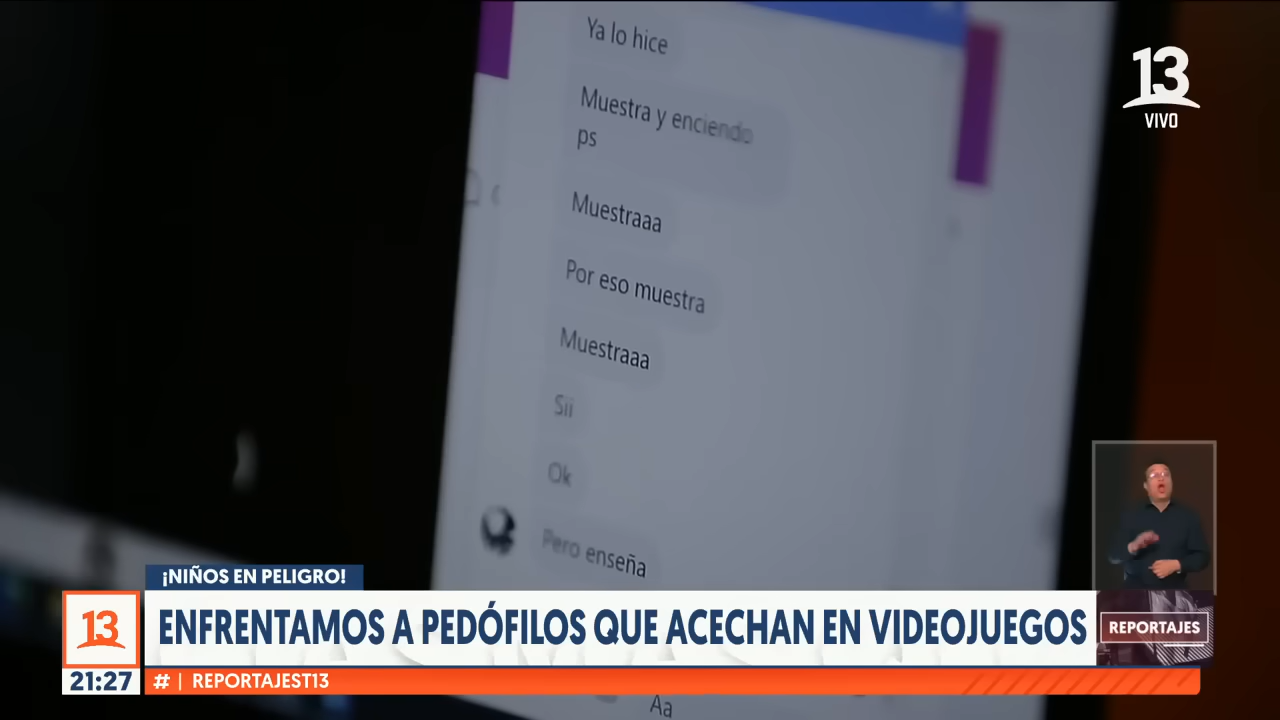 Ya lo hice
Muestra y enciendo
ps
Muestraaa
Por eso muestra
Muestraaa
Sii
Ok
Pero enseña
Aa
13
VIVO
¡NIÑOS EN PELIGRO!
13
ENFRENTAMOS A PEDÓFILOS QUE ACECHAN EN VIDEOJUEGOS
REPORTAJES
21:27
# | REPORTAJEST13